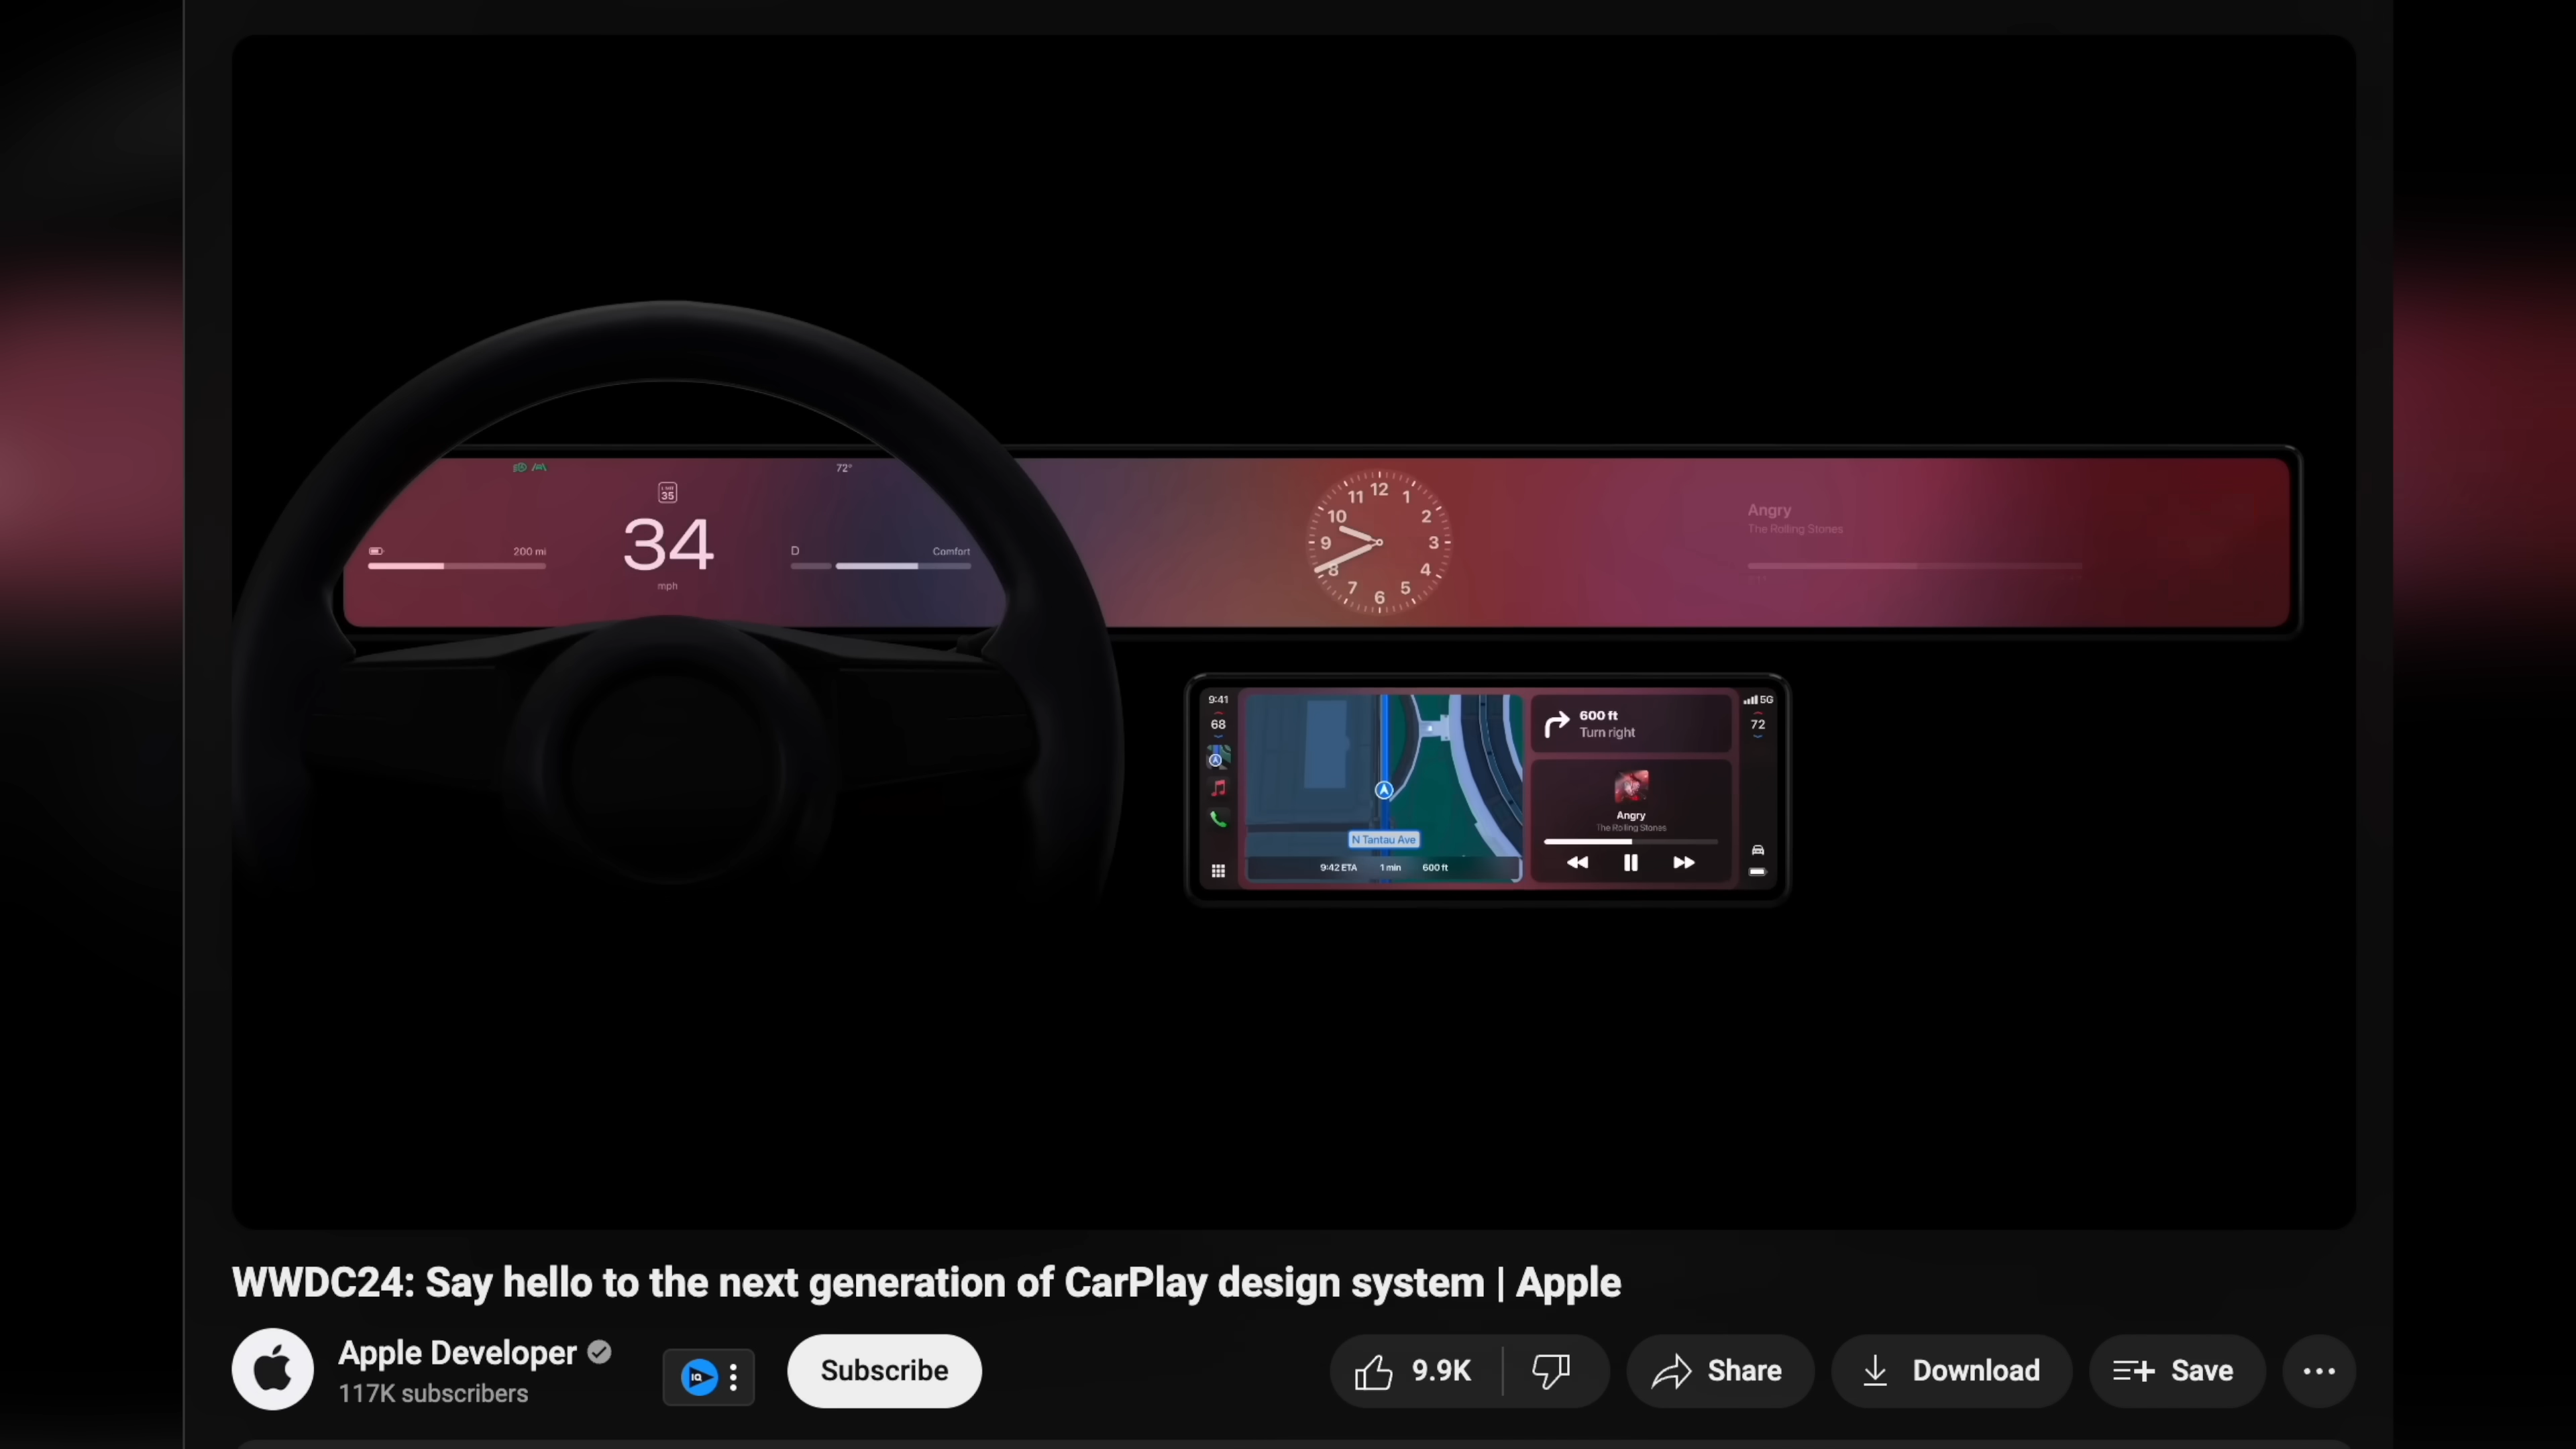 72°
LIMIT
35
34
mph
200 mi
D
Comfort
12
1
2
3
4
5
6
7
8
9
10
11
Angry
The Rolling Stones
9:41
68
600 ft
Turn right
5G
72
Angry
The Rolling Stones
N Tantau Ave
9:42 ETA 1 min 600 ft
WWDC24: Say hello to the next generation of CarPlay design system | Apple
Apple Developer
117K subscribers
IQ
Subscribe
9.9K
Share
Download
Save